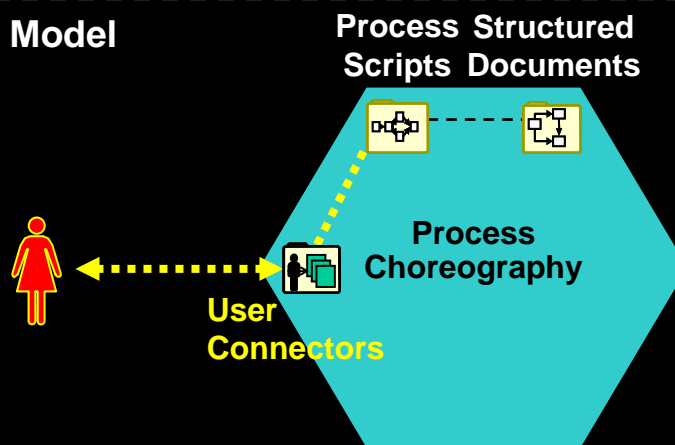 Model
Process Structured
Scripts Documents
Process
Choreography
User
Connectors